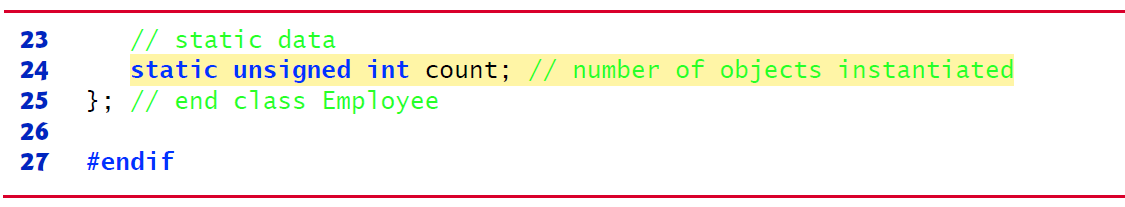 23 // static data
24 static unsigned int count; // number of objects instantiated
25 }; // end class Employee
26
27 #endif